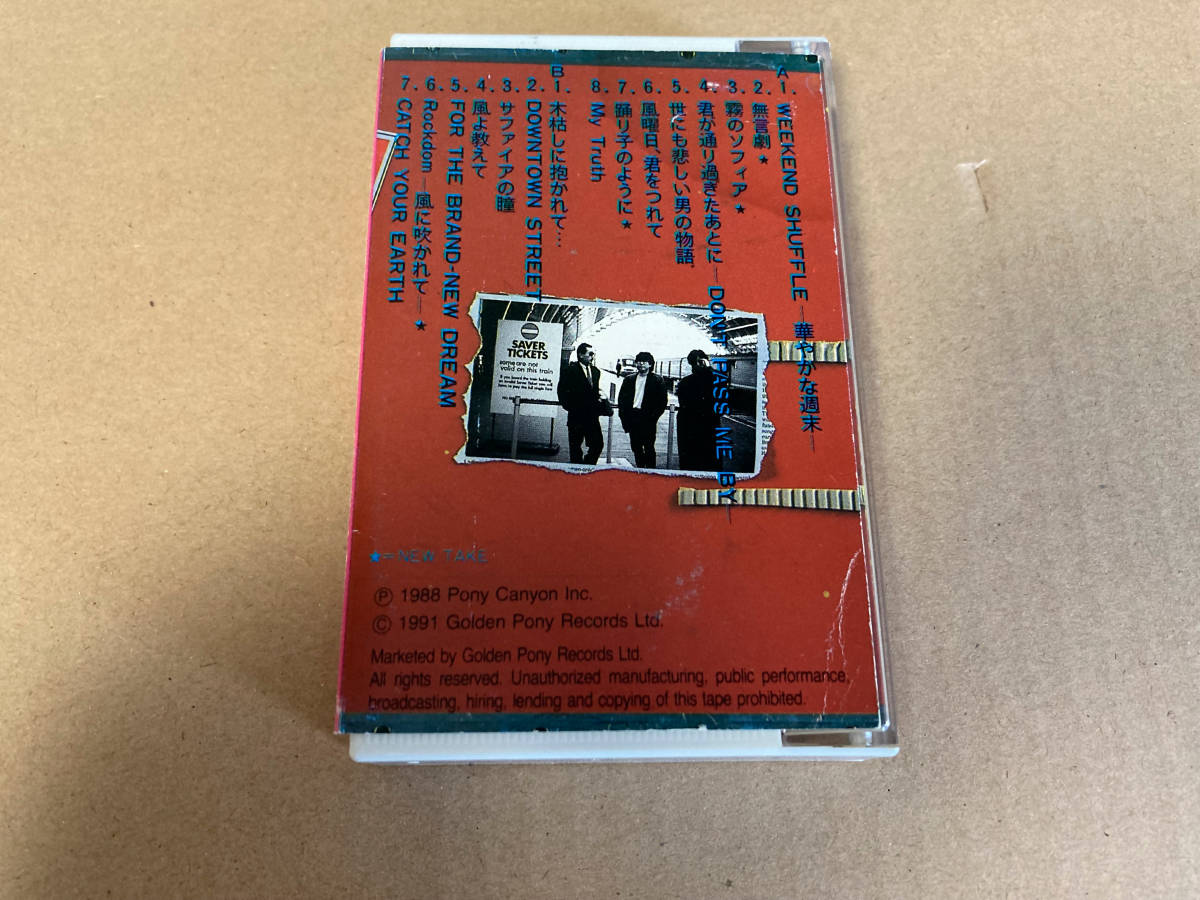 A 1. WEEKEND SHUFFLE —華やかな週末—
2. 無言劇★
3. 霧のソフィア★
4. 君が通り過ぎたあとに—DON'T PASS ME BY—
5. 世にも悲しい男の物語
6. 風曜日、君をつれて
7. 踊り子のように★
8. My Truth
B 1. 木枯しに抱かれて…
2. DOWNTOWN STREET
3. サファイアの瞳
4. 風よ教えて
5. FOR THE BRAND-NEW DREAM
6. Rockdom —風に吹かれて—★
7. CATCH YOUR EARTH
SAVER
TICKETS
some are not
valid on this train
★=NEW TAKE
Ⓟ 1988 Pony Canyon Inc.
Ⓒ 1991 Golden Pony Records Ltd.
Marketed by Golden Pony Records Ltd.
All rights reserved. Unauthorized manufacturing, public performance,
broadcasting, hiring, lending and copying of this tape prohibited.